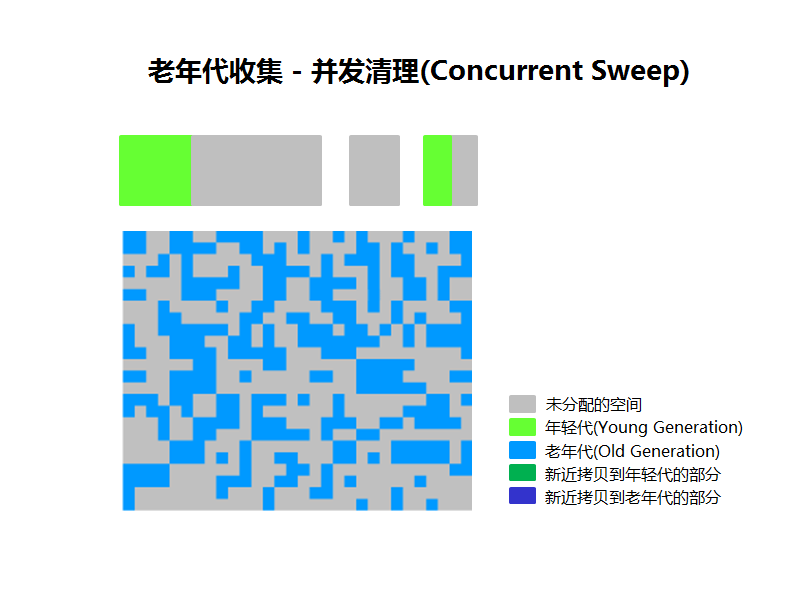 老年代收集 - 并发清理(Concurrent Sweep)
未分配的空间
年轻代(Young Generation)
老年代(Old Generation)
新近拷贝到年轻代的部分
新近拷贝到老年代的部分